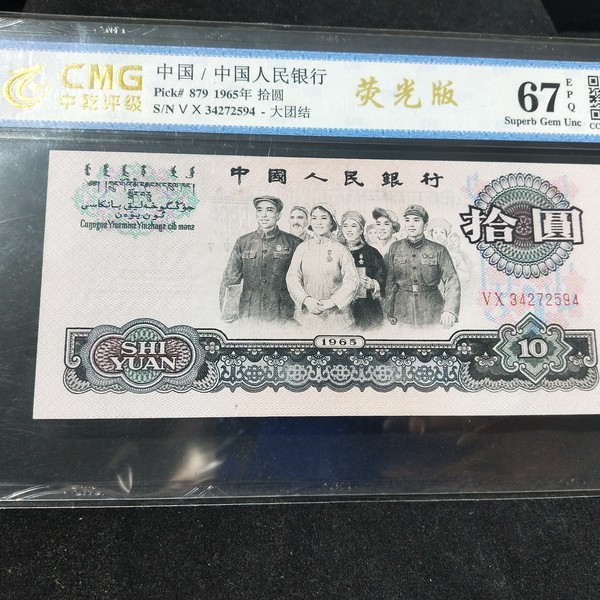 CMG
中乾评级
中国 / 中国人民银行
Pick# 879 1965年 拾圆
S/N V X 34272594 - 大团结
荧光版
67 EPQ
Superb Gem Unc
中國人民銀行
拾圓
VX 34272594
1965
SHI
YUAN
10